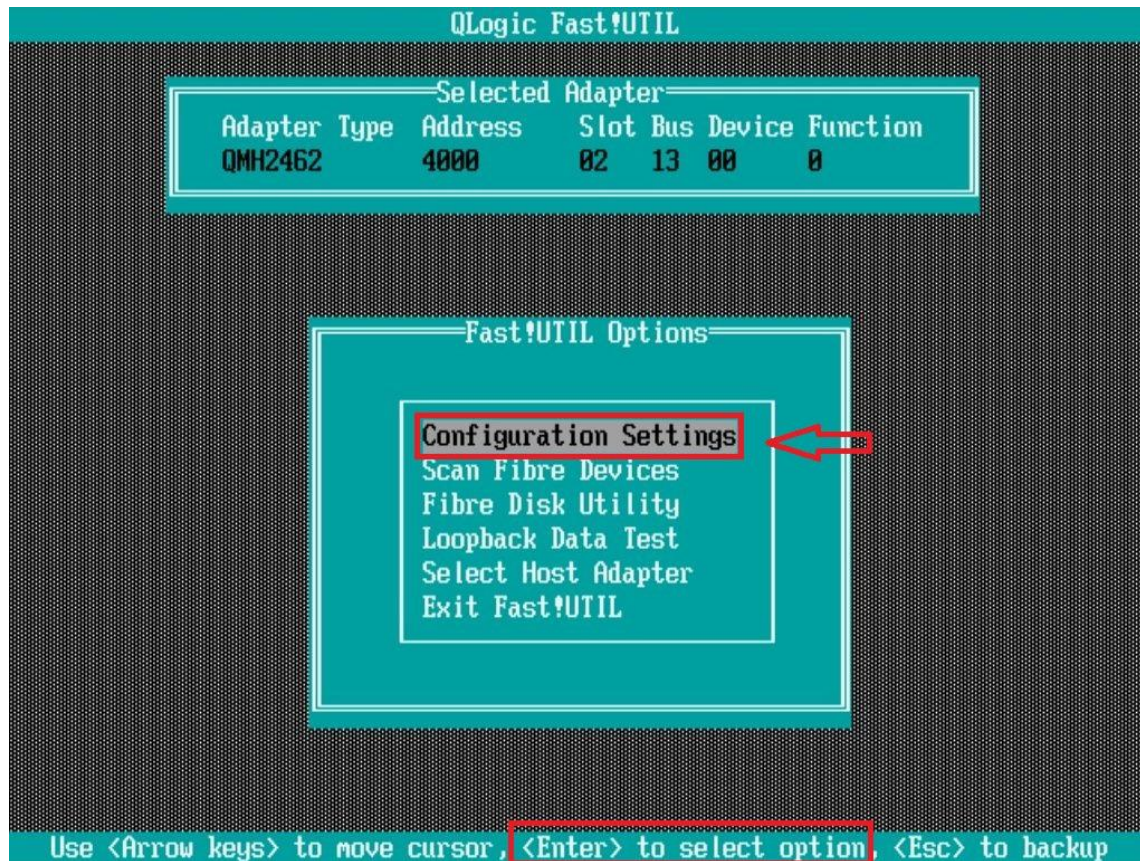 QLogic Fast!UTIL
Selected Adapter
Adapter Type Address Slot Bus Device Function
QMH2462 4000 02 13 00 0
Fast!UTIL Options
Configuration Settings
Scan Fibre Devices
Fibre Disk Utility
Loopback Data Test
Select Host Adapter
Exit Fast!UTIL
Use <Arrow keys> to move cursor, <Enter> to select option, <Esc> to backup